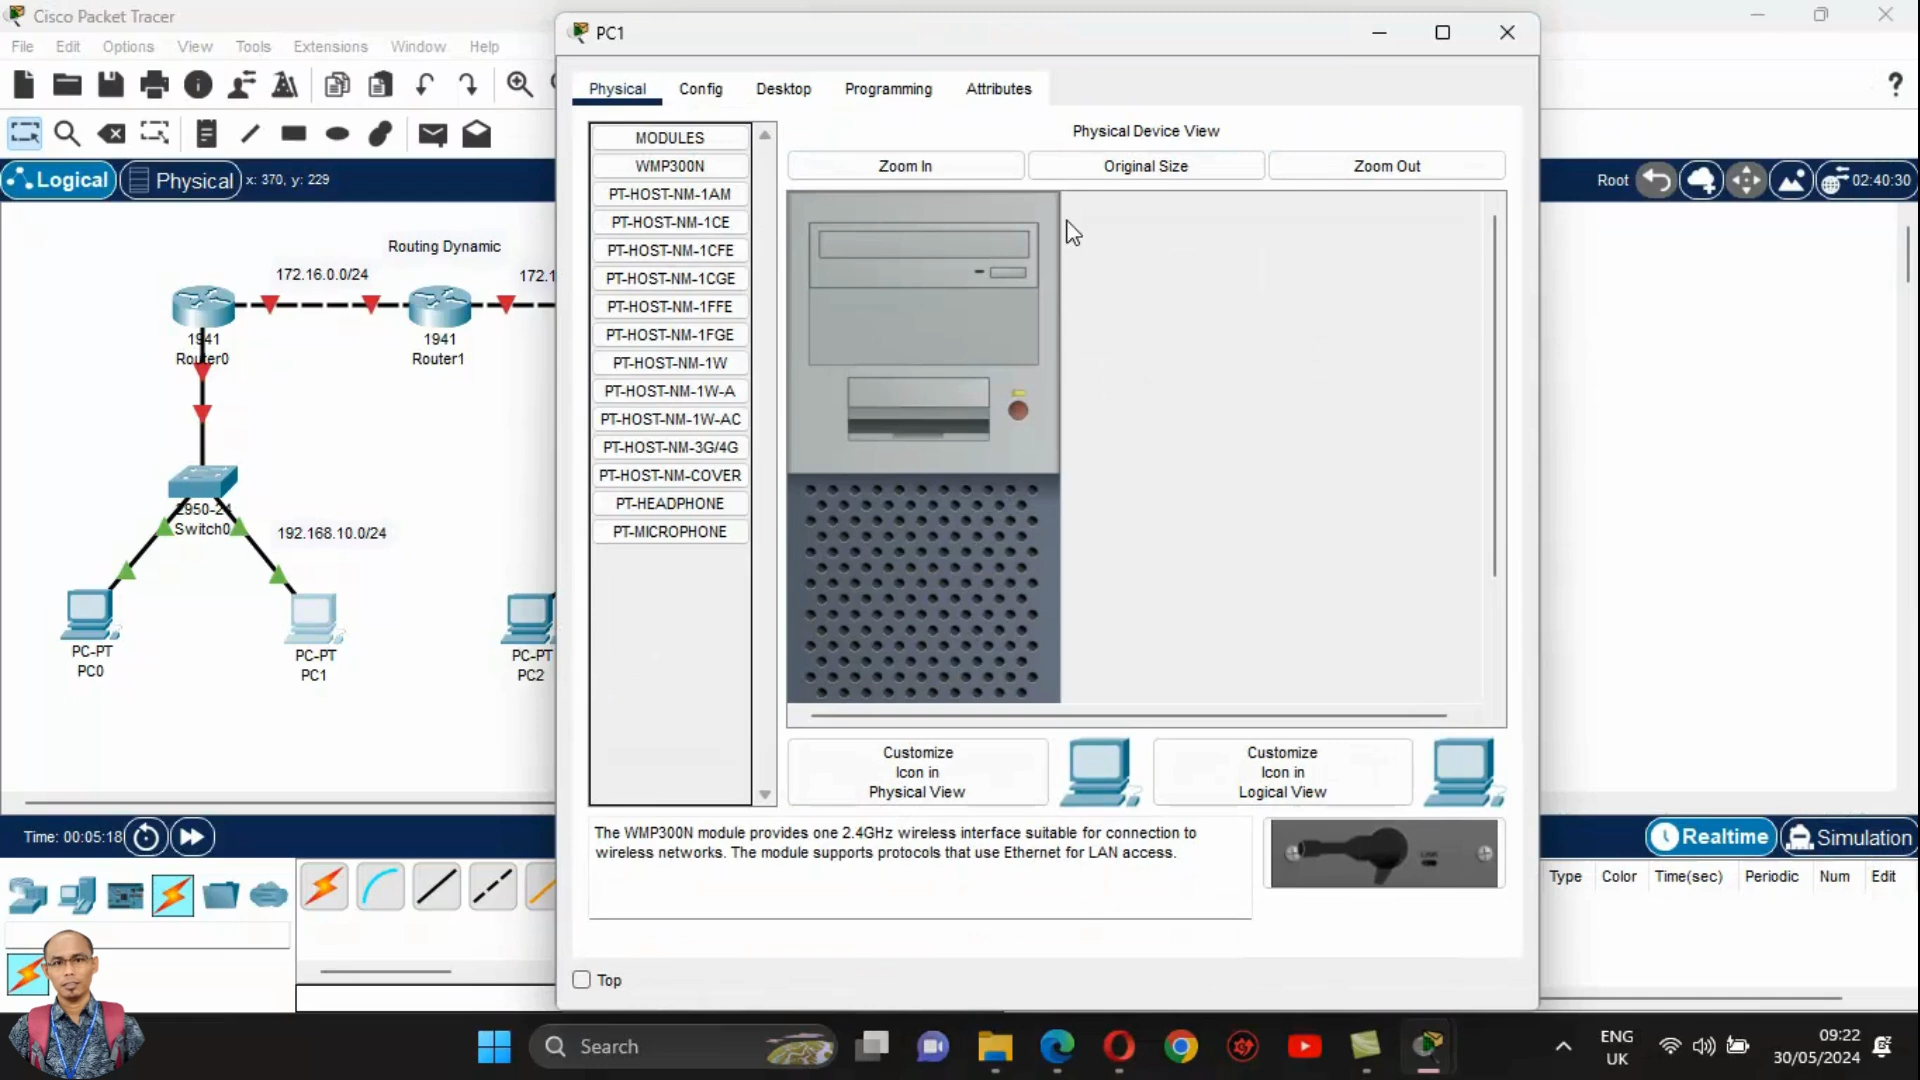 Cisco Packet Tracer
File Edit Options View Tools Extensions Window Help
Logical Physical x: 370, y: 229
Root 02:40:30
Routing Dynamic
172.16.0.0/24 172.1
1941 1941
Router0 Router1
2950-24
Switch0
192.168.10.0/24
PC-PT PC-PT PC-PT
PC0 PC1 PC2
PC1
Physical Config Desktop Programming Attributes
MODULES
WMP300N
PT-HOST-NM-1AM
PT-HOST-NM-1CE
PT-HOST-NM-1CFE
PT-HOST-NM-1CGE
PT-HOST-NM-1FFE
PT-HOST-NM-1FGE
PT-HOST-NM-1W
PT-HOST-NM-1W-A
PT-HOST-NM-1W-AC
PT-HOST-NM-3G/4G
PT-HOST-NM-COVER
PT-HEADPHONE
PT-MICROPHONE
Physical Device View
Zoom In Original Size Zoom Out
Customize
Icon in
Physical View
Customize
Icon in
Logical View
The WMP300N module provides one 2.4GHz wireless interface suitable for connection to
wireless networks. The module supports protocols that use Ethernet for LAN access.
Top
Time: 00:05:18
Realtime Simulation
Type Color Time(sec) Periodic Num Edit
Search
ENG
UK
09:22
30/05/2024